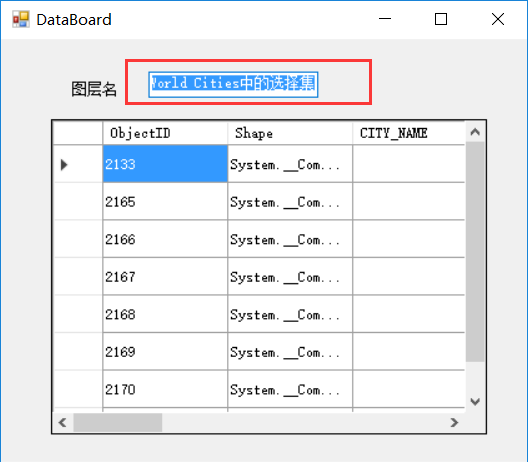 DataBoard
图层名 World Cities中的选择集
ObjectID Shape CITY_NAME
2133 System.__Com...
2165 System.__Com...
2166 System.__Com...
2167 System.__Com...
2168 System.__Com...
2169 System.__Com...
2170 System.__Com...